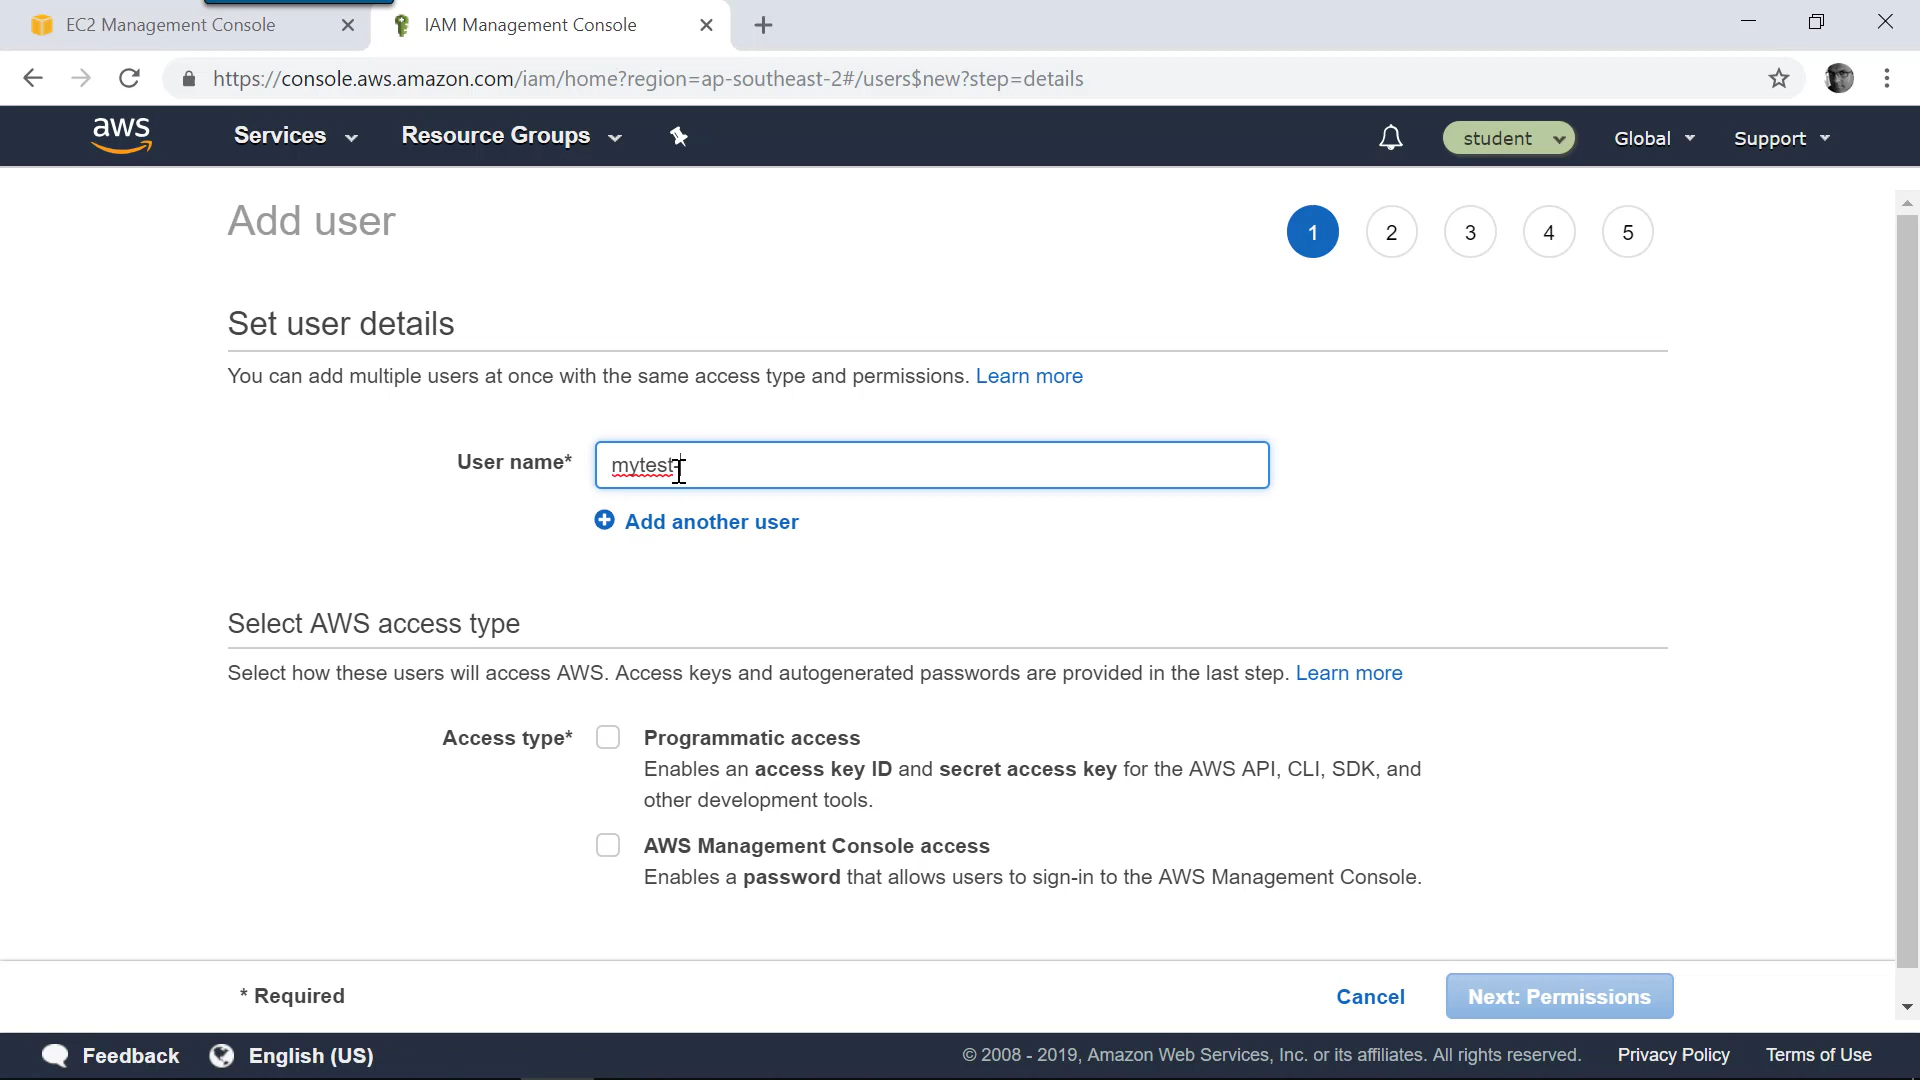 EC2 Management Console
IAM Management Console
https://console.aws.amazon.com/iam/home?region=ap-southeast-2#/users$new?step=details
aws
Services
Resource Groups
student
Global
Support
Add user
1
2
3
4
5
Set user details
You can add multiple users at once with the same access type and permissions. Learn more
User name*
mytest-
Add another user
Select AWS access type
Select how these users will access AWS. Access keys and autogenerated passwords are provided in the last step. Learn more
Access type*
Programmatic access
Enables an access key ID and secret access key for the AWS API, CLI, SDK, and
other development tools.
AWS Management Console access
Enables a password that allows users to sign-in to the AWS Management Console.
* Required
Cancel
Next: Permissions
Feedback
English (US)
© 2008 - 2019, Amazon Web Services, Inc. or its affiliates. All rights reserved.
Privacy Policy
Terms of Use